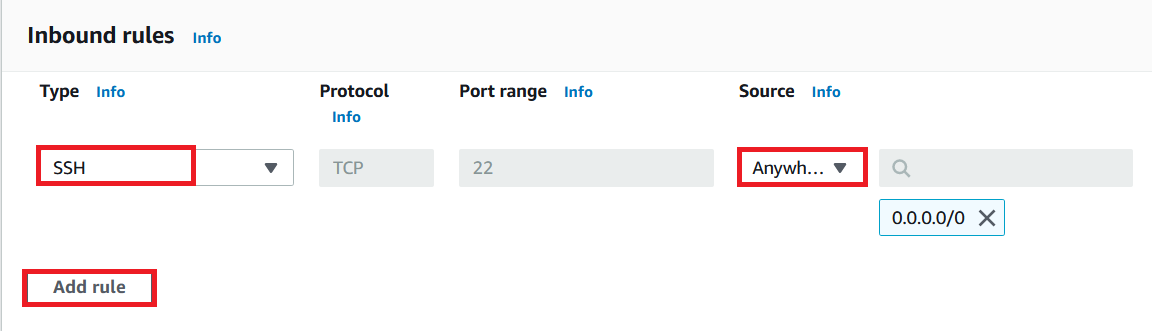 Inbound rules Info
Type Info Protocol Info Port range Info Source Info
SSH TCP 22 Anywh...
0.0.0.0/0
Add rule